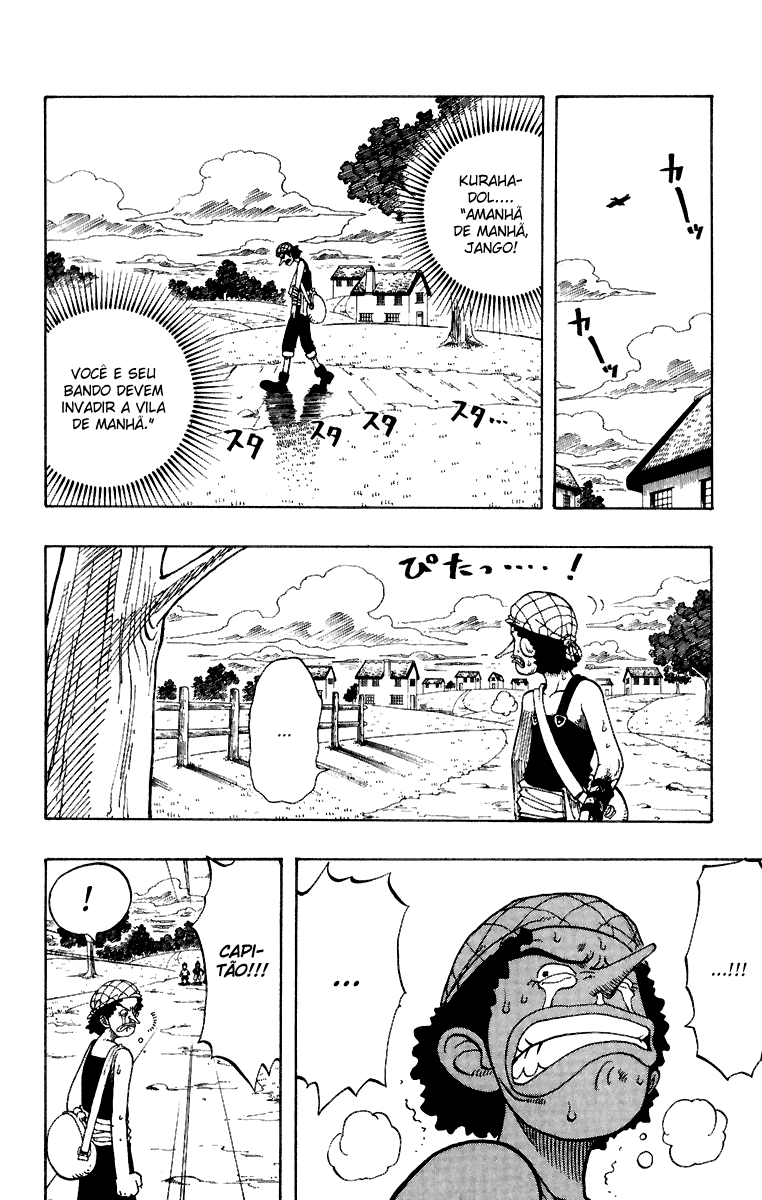 カーッ
カーッ
KURAHA-
DOL....
"AMANHÃ
DE MANHÃ,
JANGO!
VOCÊ E SEU
BANDO DEVEM
INVADIR A VILA
DE MANHÃ."
スタ...
スタ
スタ
スタ
ぴたっ‥‥‥!
...
...!!!
...
CAPI-
TÃO!!!
!